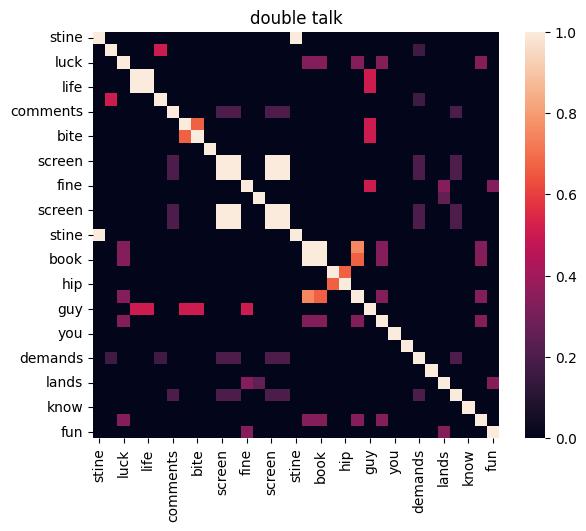 double talk
stine
luck
life
comments
bite
screen
fine
screen
stine
book
hip
guy
you
demands
lands
know
fun
1.0
0.8
0.6
0.4
0.2
0.0
stine
luck
life
comments
bite
screen
fine
screen
stine
book
hip
guy
you
demands
lands
know
fun